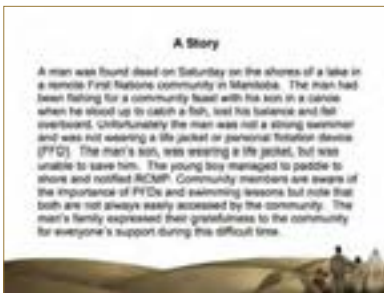 A Story
A man was found dead on Saturday on the shores of a lake in
a remote First Nations community in Manitoba. The man had
been fishing for a community feast with his son in a canoe
when he stood up to catch a fish, lost his balance and fell
overboard. Unfortunately the man was not a strong swimmer
and was not wearing a life jacket or personal flotation device
(PFD). The man's son, was wearing a life jacket, but was
unable to save him. The young boy managed to paddle to
shore and notified RCMP. Community members are aware of
the importance of PFDs and swimming lessons but note that
both are not always easily accessed by the community. The
man's family expressed their gratefulness to the community
for everyone's support during this difficult time.